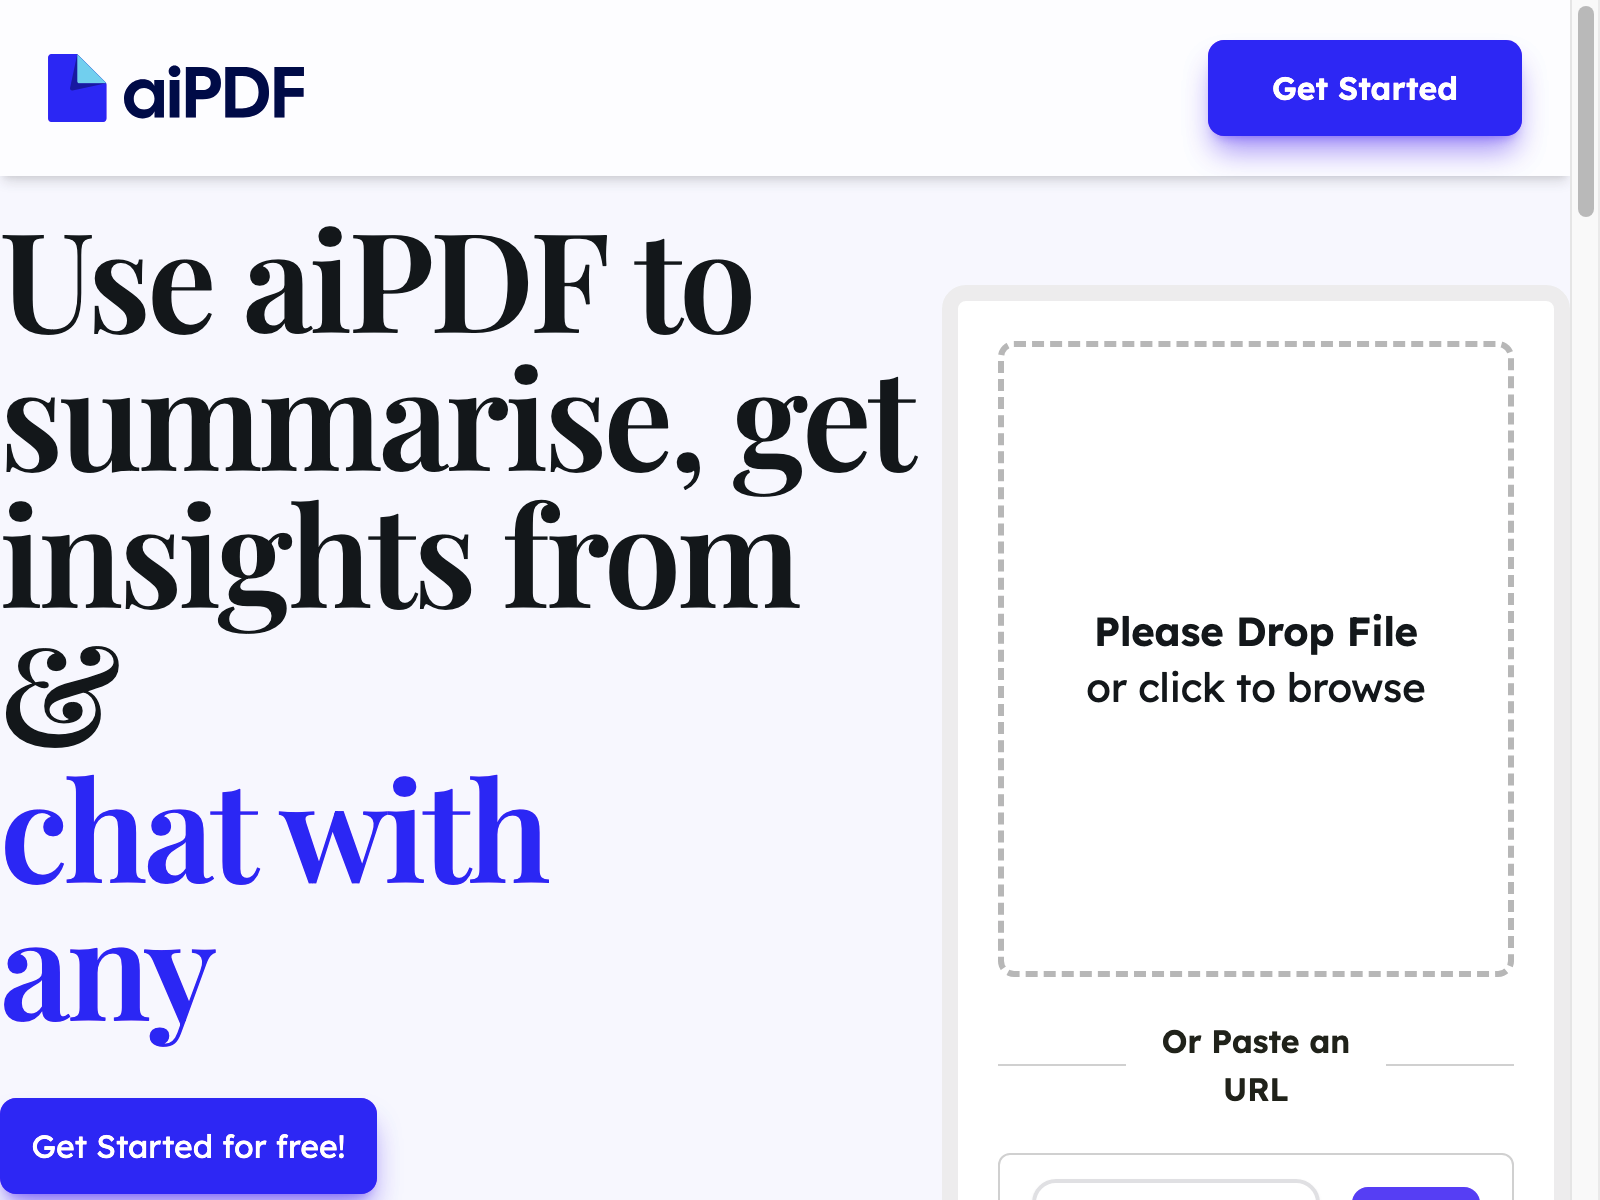 aiPDF
Get Started
Use aiPDF to
summarise, get
insights from
&
chat with
any
Get Started for free!
Please Drop File
or click to browse
Or Paste an
URL